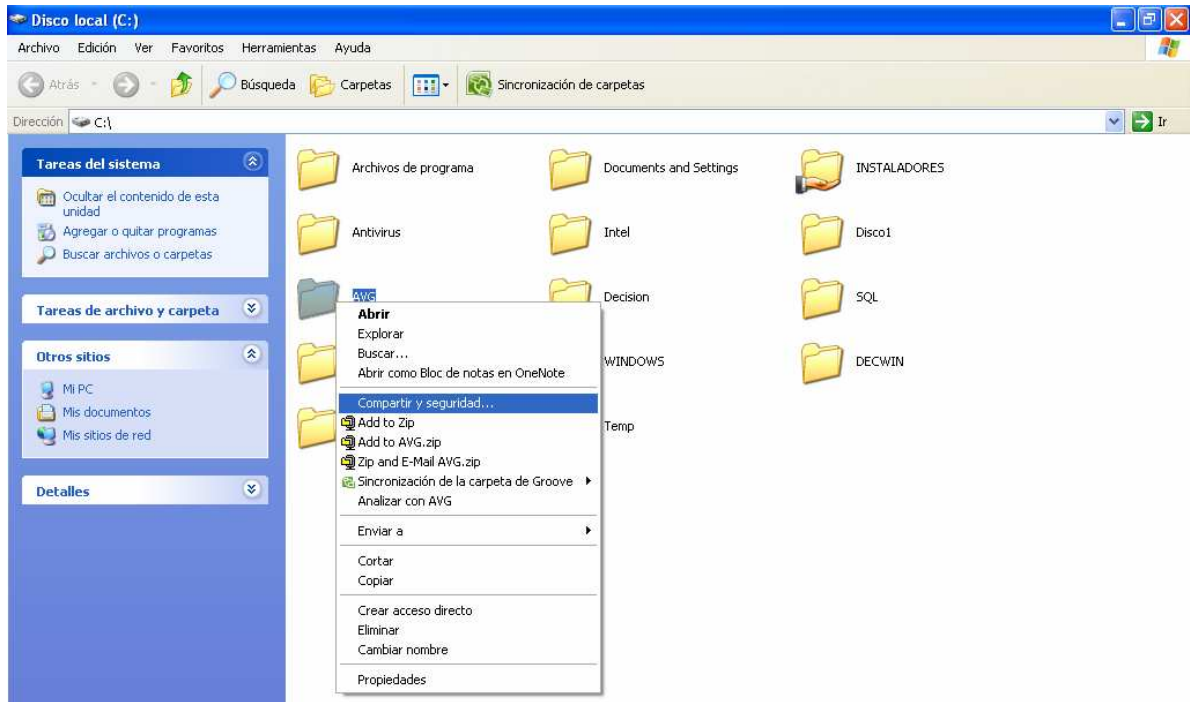 Disco local (C:)
Archivo Edición Ver Favoritos Herramientas Ayuda
Atrás Búsqueda Carpetas Sincronización de carpetas
Dirección C:\ Ir
Tareas del sistema
Ocultar el contenido de esta
unidad
Agregar o quitar programas
Buscar archivos o carpetas
Tareas de archivo y carpeta
Otros sitios
Mi PC
Mis documentos
Mis sitios de red
Detalles
Archivos de programa Documents and Settings INSTALADORES
Antivirus Intel Disco1
AVG Decision SQL
WINDOWS DECWIN
Temp
Abrir
Explorar
Buscar...
Abrir como Bloc de notas en OneNote
Compartir y seguridad...
Add to Zip
Add to AVG.zip
Zip and E-Mail AVG.zip
Sincronización de la carpeta de Groove
Analizar con AVG
Enviar a
Cortar
Copiar
Crear acceso directo
Eliminar
Cambiar nombre
Propiedades